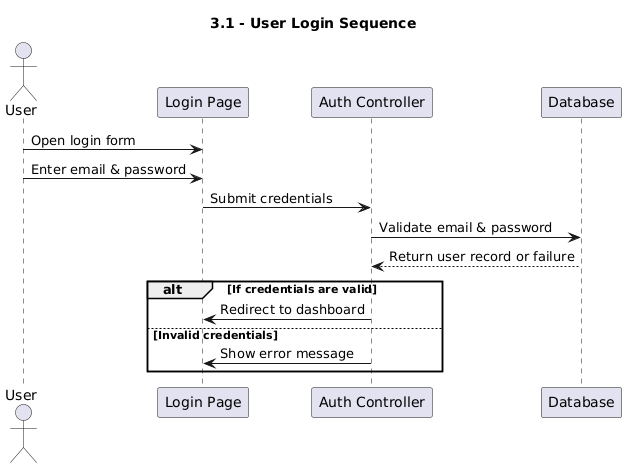 3.1 - User Login Sequence
User
Login Page
Auth Controller
Database
Open login form
Enter email & password
Submit credentials
Validate email & password
Return user record or failure
alt [If credentials are valid]
Redirect to dashboard
[Invalid credentials]
Show error message
User
Login Page
Auth Controller
Database